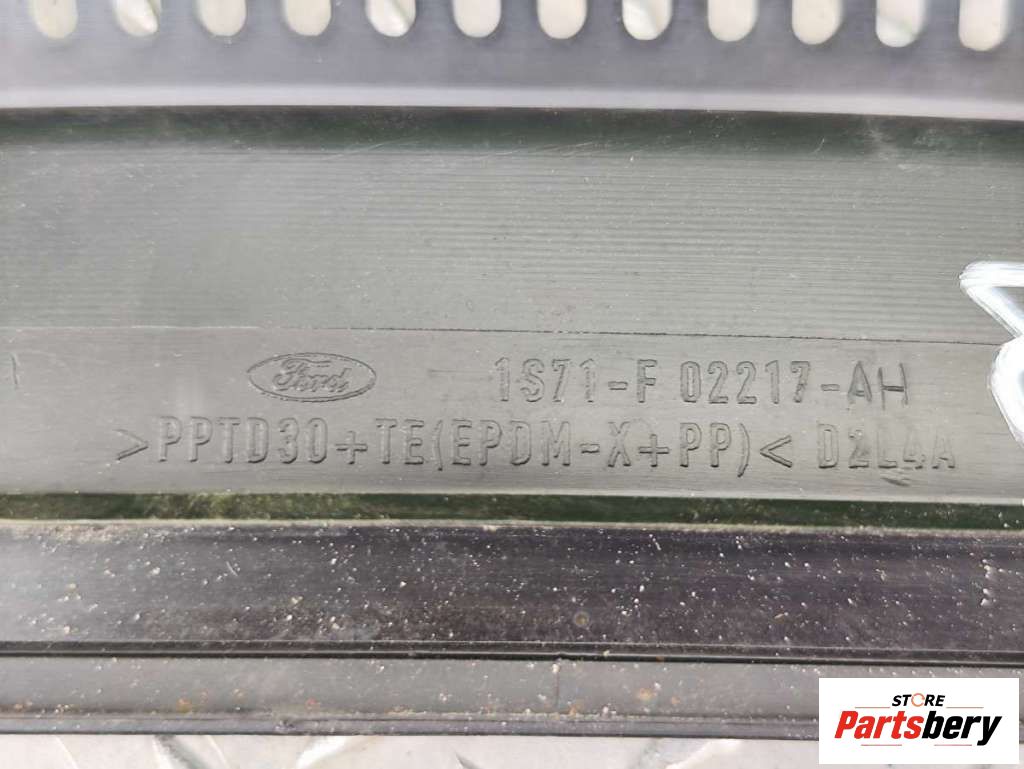 Ford 1S71-F 02217-AH
>PPTD30+TE(EPDM-X+PP)< D2L4A
STORE
Partsbery